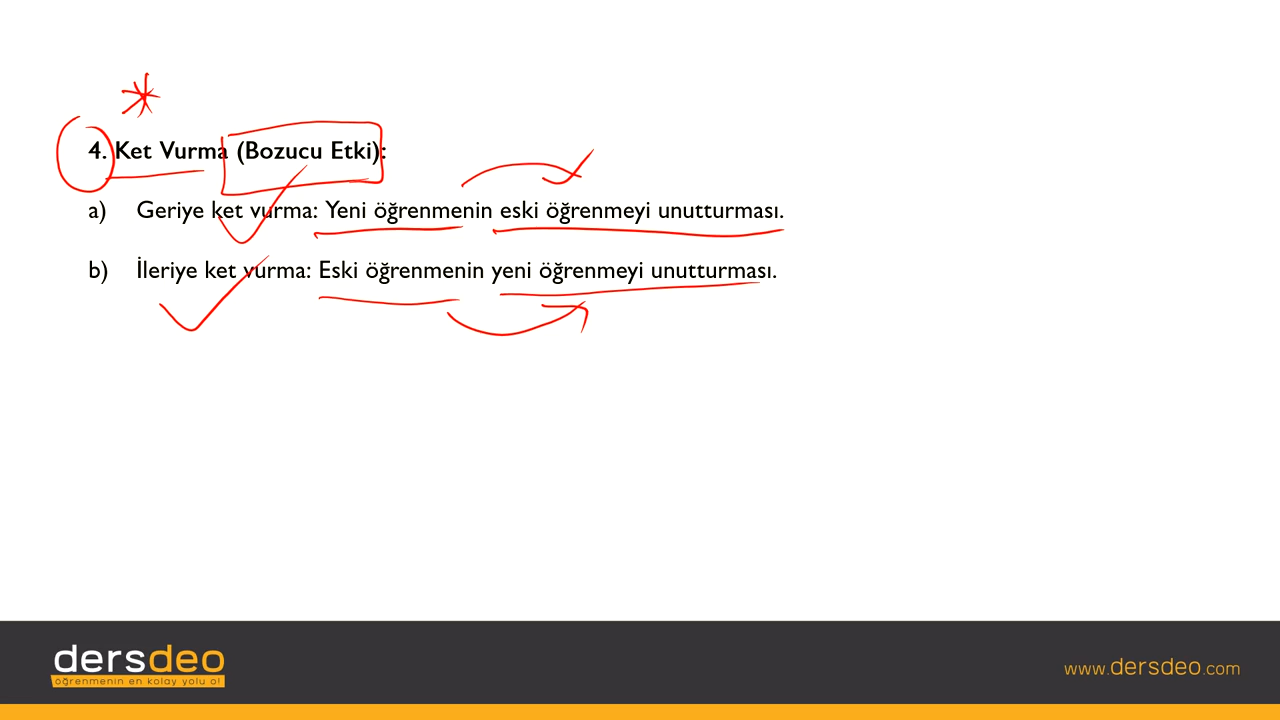 4. Ket Vurma (Bozucu Etki):
a) Geriye ket vurma: Yeni öğrenmenin eski öğrenmeyi unutturması.
b) İleriye ket vurma: Eski öğrenmenin yeni öğrenmeyi unutturması.
dersdeo
öğrenmenin en kolay yolu o!
www.dersdeo.com